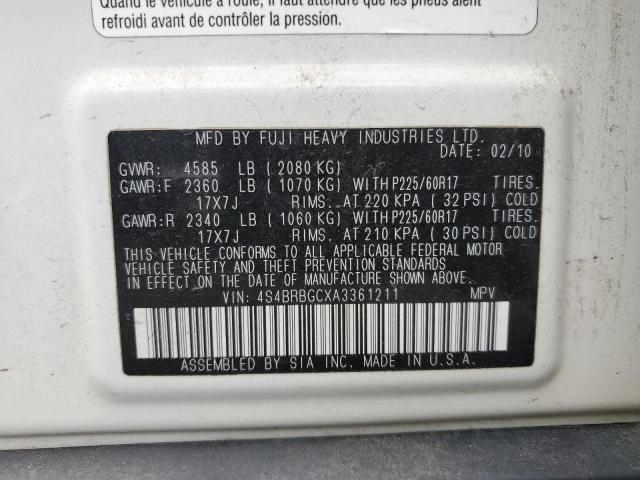 Quand le véhicule a roulé, il faut attendre que les pneus aient
refroidi avant de contrôler la pression.
MFD BY FUJI HEAVY INDUSTRIES LTD.
DATE: 02/10
GVWR: 4585 LB ( 2080 KG)
GAWR:F 2360 LB ( 1070 KG) WITH P225/60R17 TIRES.
17X7J RIMS. AT 220 KPA ( 32 PSI) COLD
GAWR:R 2340 LB ( 1060 KG) WITH P225/60R17 TIRES.
17X7J RIMS. AT 210 KPA ( 30 PSI) COLD
THIS VEHICLE CONFORMS TO ALL APPLICABLE FEDERAL MOTOR
VEHICLE SAFETY AND THEFT PREVENTION STANDARDS
IN EFFECT ON THE DATE OF MANUFACTURE SHOWN ABOVE.
VIN: 4S4BRBGCXA3361211 MPV
ASSEMBLED BY SIA INC. MADE IN U.S.A.